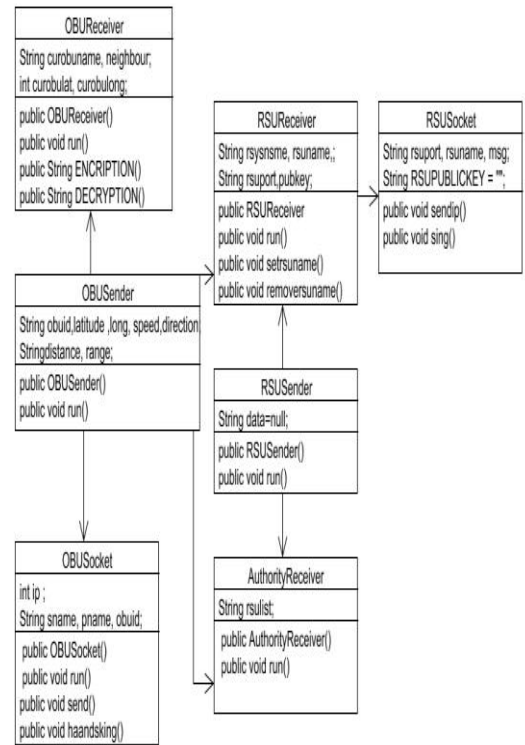 OBUReceiver
String curobuname, neighbour;
int curobulat, curobulong;
public OBUReceiver()
public void run()
public String ENCRIPTION()
public String DECRYPTION()
RSUReceiver
String rsysnsme, rsuname,;
String rsuport,pubkey;
public RSUReceiver
public void run()
public void setrsuname()
public void removersuname()
RSUSocket
String rsuport, rsuname, msg;
String RSUPUBLICKEY = "";
public void sendip()
public void sing()
OBUSender
String obuid,latitude ,long, speed,direction;
Stringdistance, range;
public OBUSender()
public void run()
RSUSender
String data=null;
public RSUSender()
public void run()
OBUSocket
int ip ;
String sname, pname, obuid;
public OBUSocket()
public void run()
public void send()
public void haandsking()
AuthorityReceiver
String rsulist;
public AuthorityReceiver()
public void run()